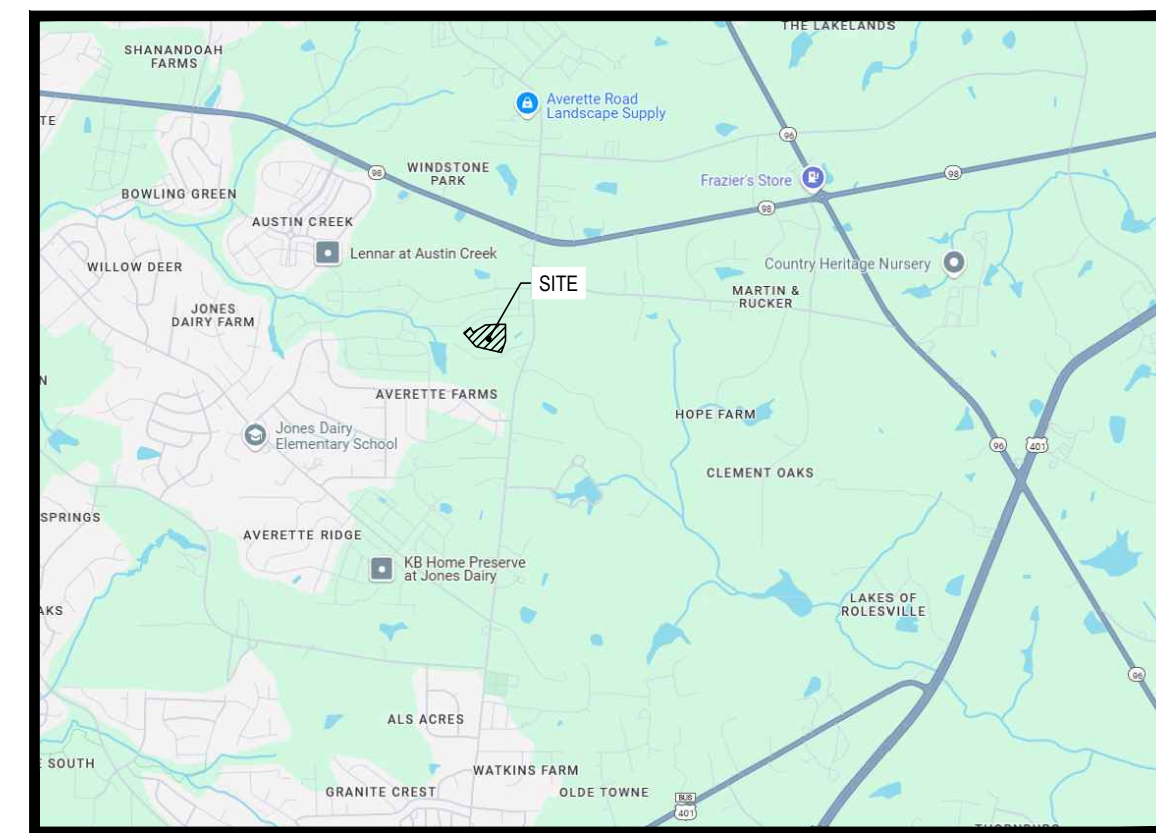 THE LAKELANDS
SHANANDOAH
FARMS
Averette Road
Landscape Supply
TE
96
98
WINDSTONE
PARK
Frazier's Store
98
BOWLING GREEN
98
AUSTIN CREEK
Lennar at Austin Creek
Country Heritage Nursery
WILLOW DEER
SITE
MARTIN &
RUCKER
JONES
DAIRY FARM
N
AVERETTE FARMS
HOPE FARM
Jones Dairy
Elementary School
96
401
CLEMENT OAKS
SPRINGS
AVERETTE RIDGE
KB Home Preserve
at Jones Dairy
LAKES OF
ROLESVILLE
AKS
96
ALS ACRES
SOUTH
WATKINS FARM
GRANITE CREST
OLDE TOWNE
BUS
401